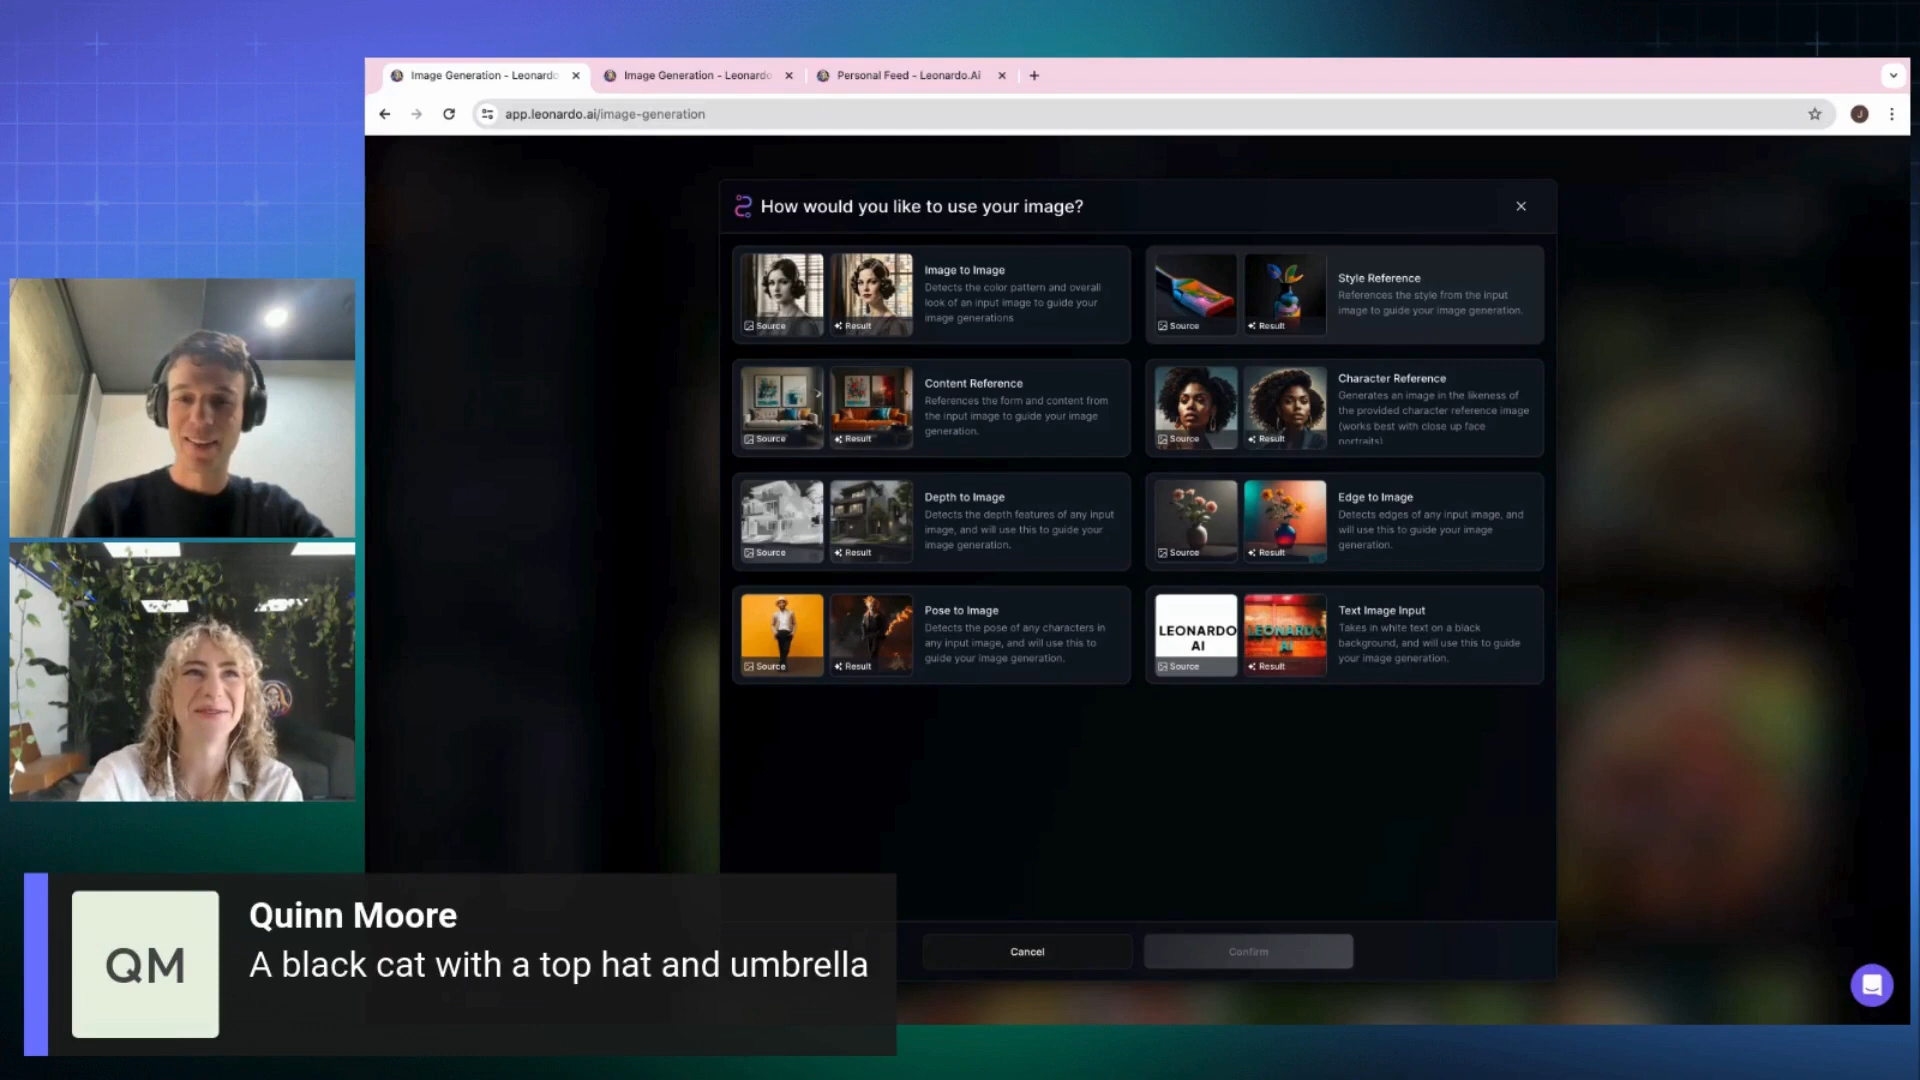 Image Generation - Leonardo
Image Generation - Leonardo
Personal Feed - Leonardo.Ai
app.leonardo.ai/image-generation
J
How would you like to use your image?
Source
Result
Image to Image
Detects the color pattern and overall
look of an input image to guide your
image generations
Source
Result
Style Reference
References the style from the input
image to guide your image generation.
Source
Result
Content Reference
References the form and content from
the input image to guide your image
generation.
Source
Result
Character Reference
Generates an image in the likeness of
the provided character reference image
(works best with close up face
portraits)
Source
Result
Depth to Image
Detects the depth features of any input
image, and will use this to guide your
image generation.
Source
Result
Edge to Image
Detects edges of any input image, and
will use this to guide your image
generation.
Source
Result
Pose to Image
Detects the pose of any characters in
any input image, and will use this to
guide your image generation.
LEONARDO
AI
Source
LEONARDO
AI
Result
Text Image Input
Takes in white text on a black
background, and will use this to guide
your image generation.
Cancel
Confirm
QM
Quinn Moore
A black cat with a top hat and umbrella